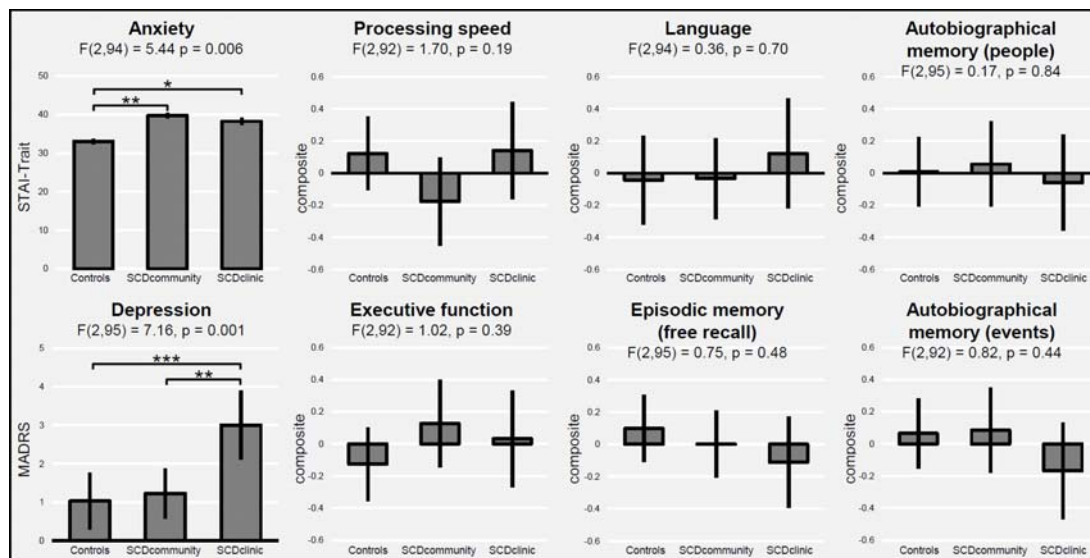 Anxiety
F(2,94) = 5.44 p = 0.006
STAI-Trait
50
40
30
20
10
0
*
**
Controls SCDcommunity SCDclinic
Processing speed
F(2,92) = 1.70, p = 0.19
composite
0.6
0.4
0.2
0
-0.2
-0.4
-0.6
Controls SCDcommunity SCDclinic
Language
F(2,94) = 0.36, p = 0.70
composite
0.6
0.4
0.2
0
-0.2
-0.4
-0.6
Controls SCDcommunity SCDclinic
Autobiographical
memory (people)
F(2,95) = 0.17, p = 0.84
composite
0.6
0.4
0.2
0
-0.2
-0.4
-0.6
Controls SCDcommunity SCDclinic
Depression
F(2,95) = 7.16, p = 0.001
MADRS
5
4
3
2
1
0
***
**
Controls SCDcommunity SCDclinic
Executive function
F(2,92) = 1.02, p = 0.39
composite
0.6
0.4
0.2
0
-0.2
-0.4
-0.6
Controls SCDcommunity SCDclinic
Episodic memory
(free recall)
F(2,95) = 0.75, p = 0.48
composite
0.6
0.4
0.2
0
-0.2
-0.4
-0.6
Controls SCDcommunity SCDclinic
Autobiographical
memory (events)
F(2,92) = 0.82, p = 0.44
composite
0.6
0.4
0.2
0
-0.2
-0.4
-0.6
Controls SCDcommunity SCDclinic